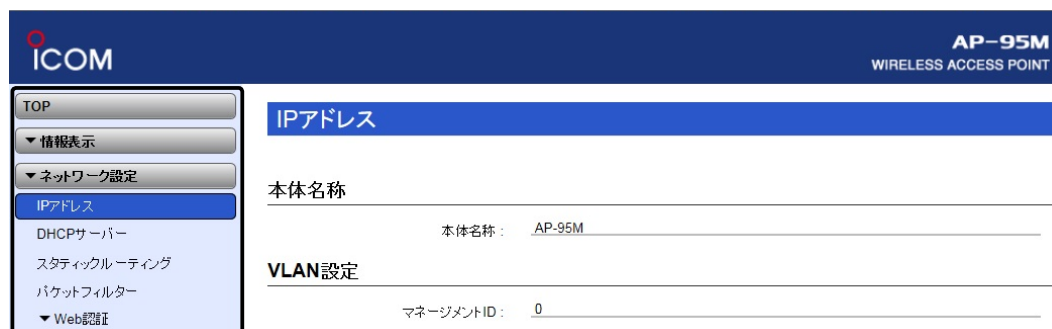 ICOM
AP-95M
WIRELESS ACCESS POINT
TOP
▼情報表示
▼ネットワーク設定
IPアドレス
DHCPサーバー
スタティックルーティング
パケットフィルター
▼Web認証
IPアドレス
本体名称
本体名称： AP-95M
VLAN設定
マネージメントID： 0